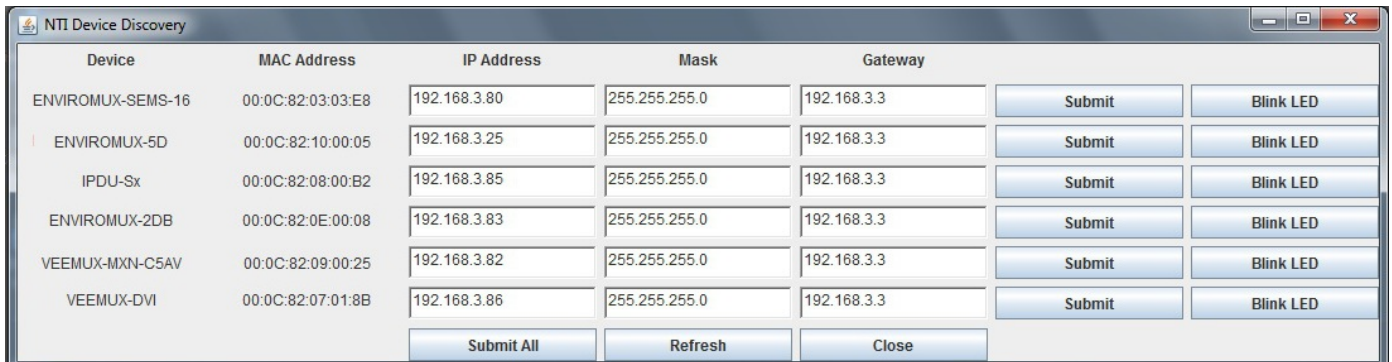 NTI Device Discovery
Device MAC Address IP Address Mask Gateway
ENVIROMUX-SEMS-16 00:0C:82:03:03:E8 192.168.3.80 255.255.255.0 192.168.3.3 Submit Blink LED
ENVIROMUX-5D 00:0C:82:10:00:05 192.168.3.25 255.255.255.0 192.168.3.3 Submit Blink LED
IPDU-Sx 00:0C:82:08:00:B2 192.168.3.85 255.255.255.0 192.168.3.3 Submit Blink LED
ENVIROMUX-2DB 00:0C:82:0E:00:08 192.168.3.83 255.255.255.0 192.168.3.3 Submit Blink LED
VEEMUX-MXN-C5AV 00:0C:82:09:00:25 192.168.3.82 255.255.255.0 192.168.3.3 Submit Blink LED
VEEMUX-DVI 00:0C:82:07:01:8B 192.168.3.86 255.255.255.0 192.168.3.3 Submit Blink LED
Submit All Refresh Close